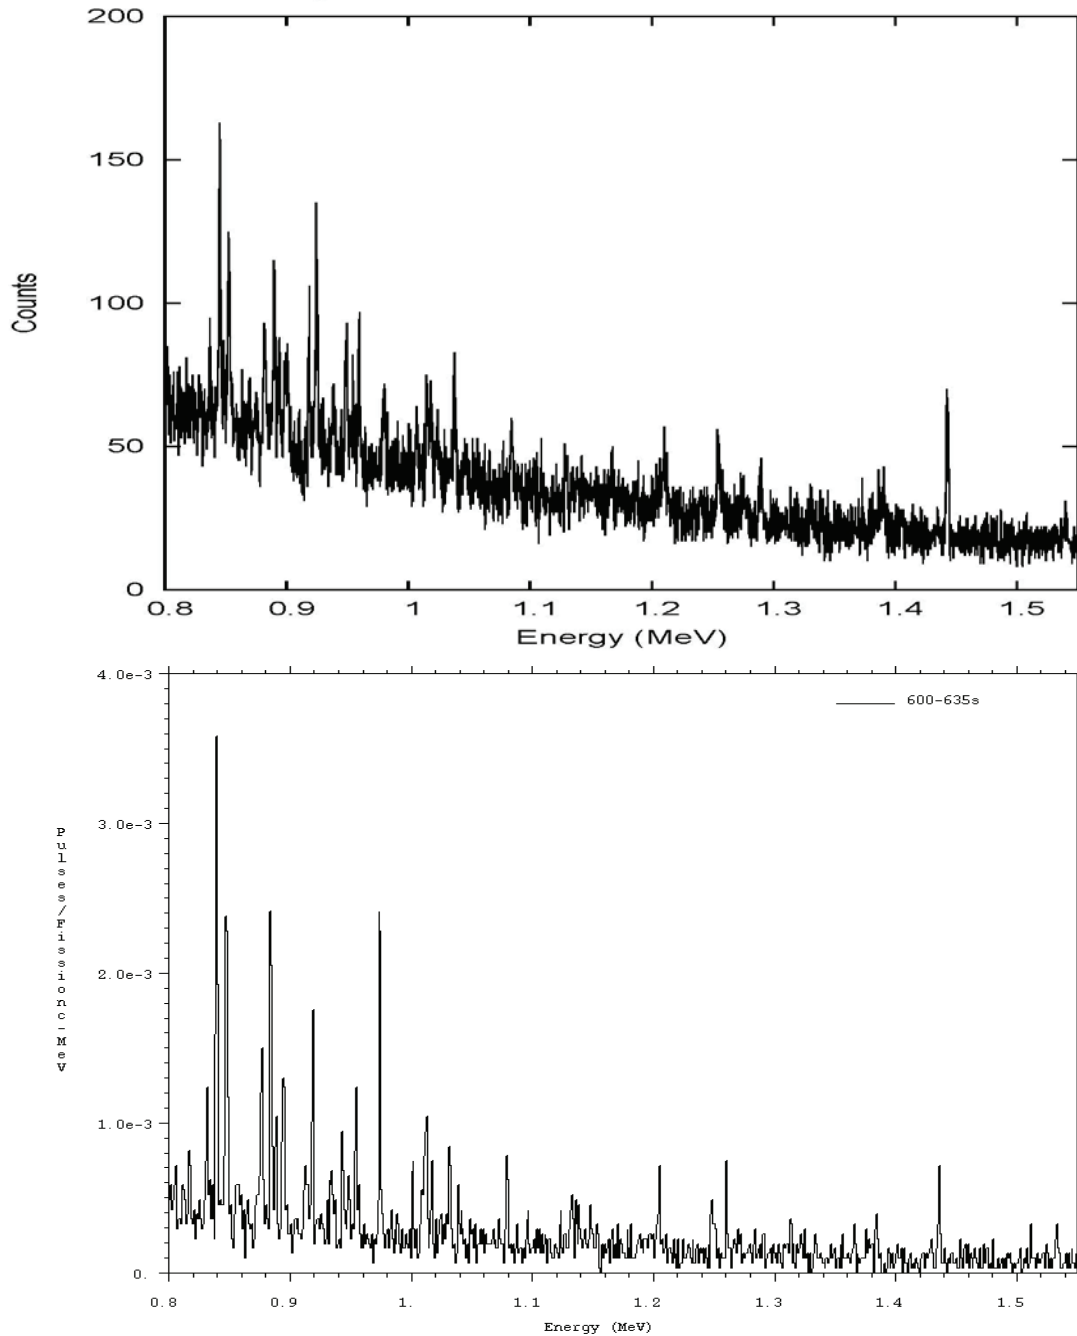 200
150
100
50
0
Counts
0.8 0.9 1 1.1 1.2 1.3 1.4 1.5
Energy (MeV)
4.0e-3
600-635s
3.0e-3
2.0e-3
1.0e-3
0.
Pulses/Fissionc-MeV
0.8 0.9 1. 1.1 1.2 1.3 1.4 1.5
Energy (MeV)